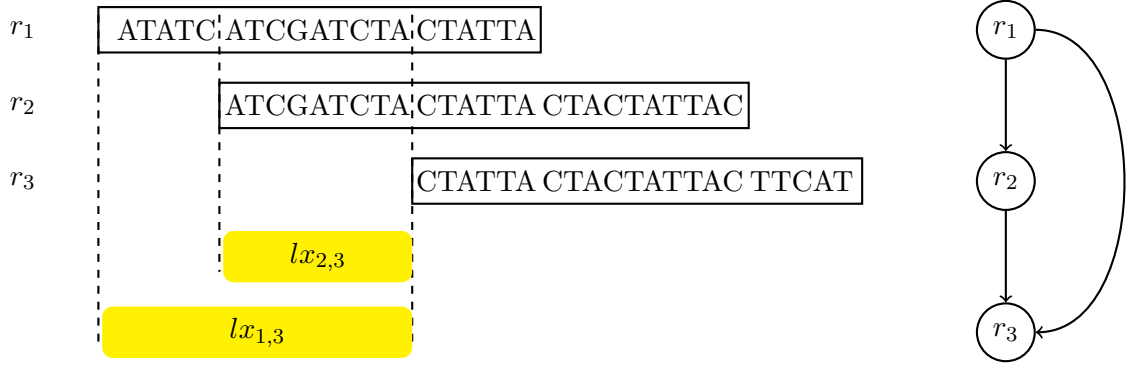 r1 ATATC ATCGATCTA CTATTA r1
r2 ATCGATCTA CTATTA CTACTATTAC
r3 CTATTA CTACTATTAC TTCAT r2
lx2,3
lx1,3 r3